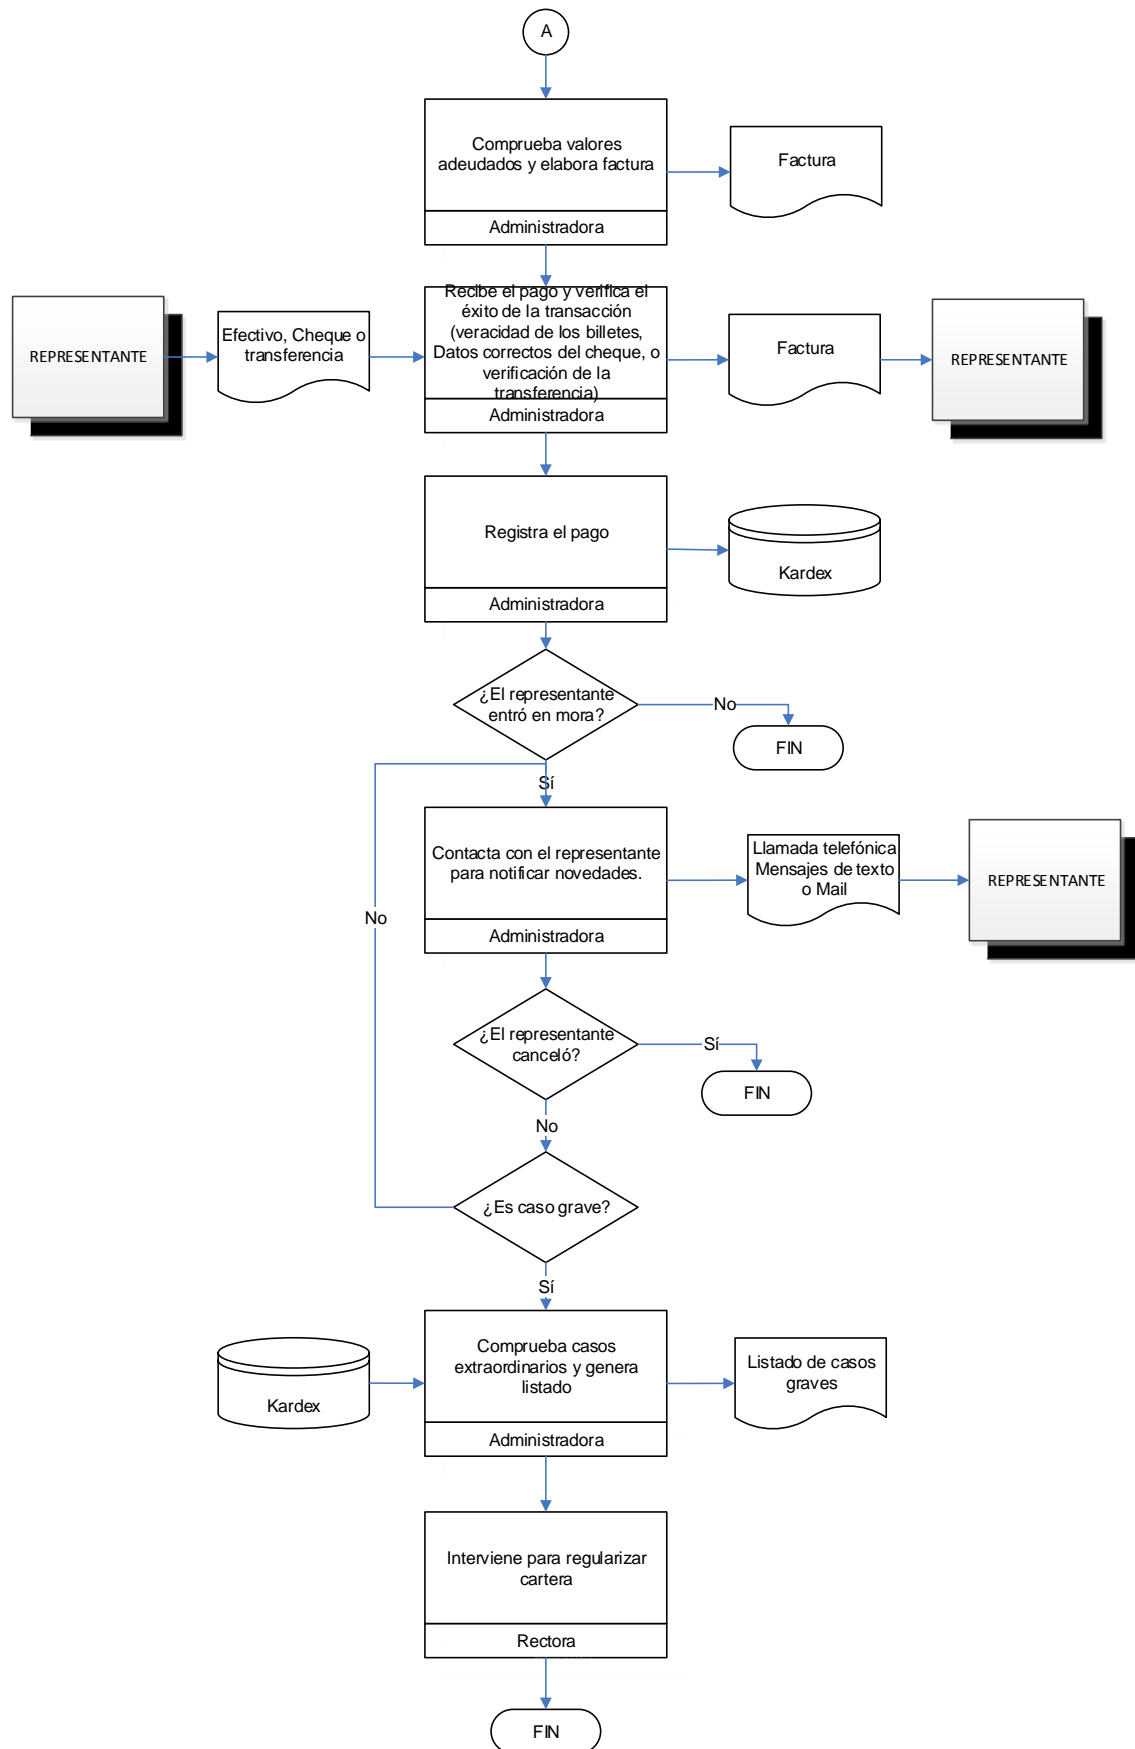 A
Comprueba valores
adeudados y elabora factura
Administradora
Factura
REPRESENTANTE
Efectivo, Cheque o
transferencia
Recibe el pago y verifica el
éxito de la transacción
(veracidad de los billetes,
Datos correctos del cheque, o
verificación de la
transferencia)
Administradora
Factura
REPRESENTANTE
Registra el pago
Administradora
Kardex
¿El representante
entró en mora?
No
FIN
Sí
Contacta con el representante
para notificar novedades.
Administradora
Llamada telefónica
Mensajes de texto
o Mail
REPRESENTANTE
No
¿El representante
canceló?
Sí
FIN
No
¿Es caso grave?
Sí
Kardex
Comprueba casos
extraordinarios y genera
listado
Administradora
Listado de casos
graves
Interviene para regularizar
cartera
Rectora
FIN